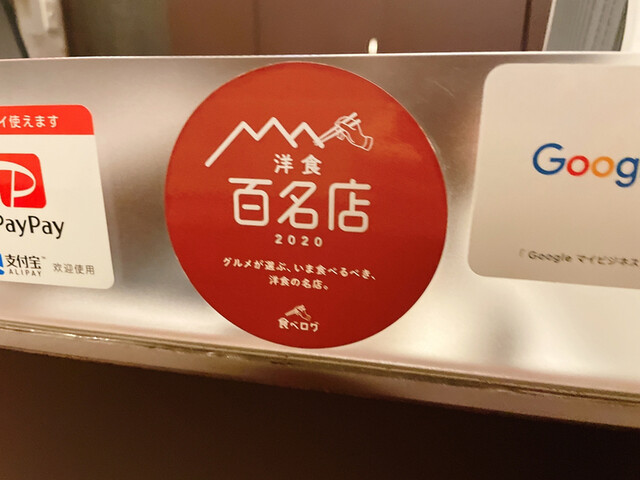 イ使えます
PayPay
支付宝™
ALIPAY
欢迎使用
洋食
百名店
2020
グルメが選ぶ、いま食べるべき、
洋食の名店。
食べログ
Goog
「Google マイビジネス